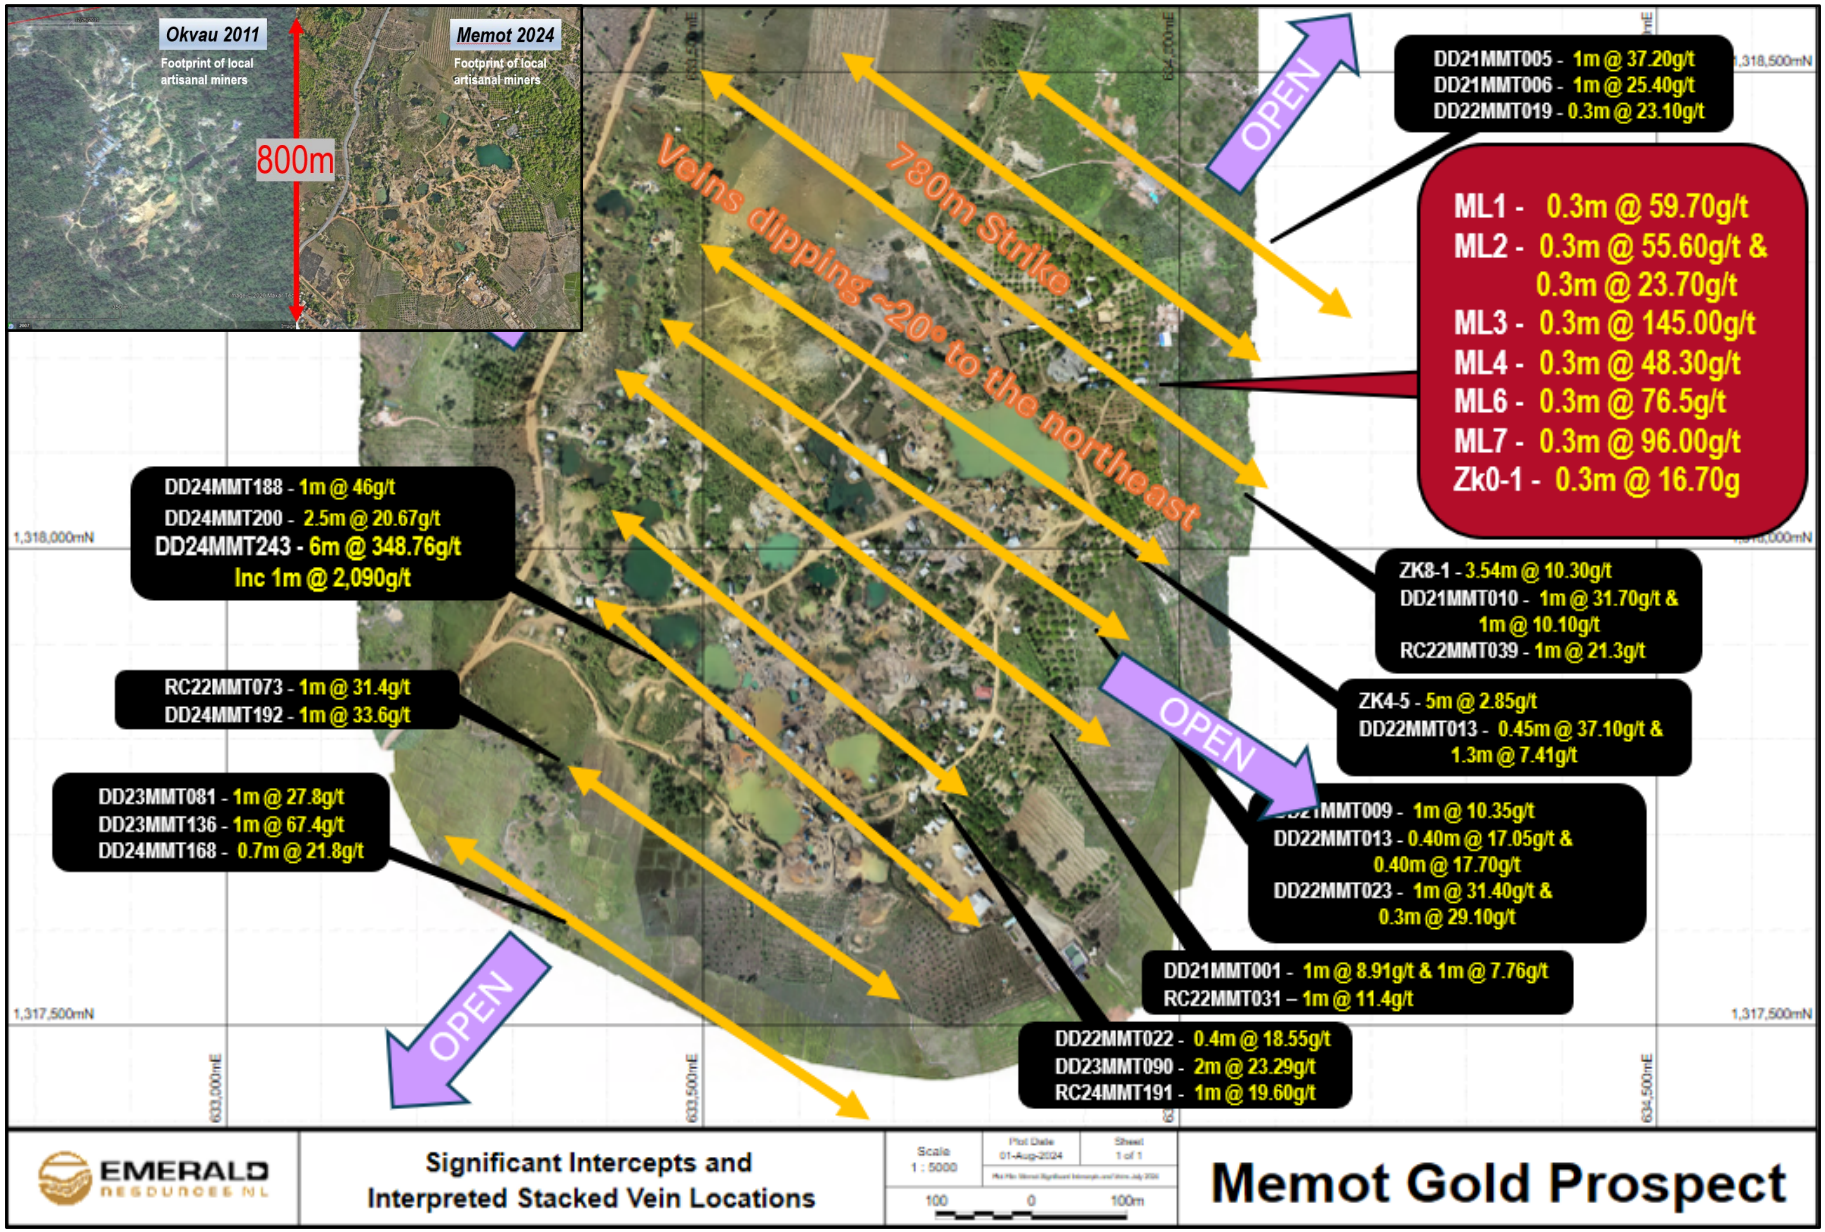 Okvau 2011
Footprint of local
artisanal miners
Memot 2024
Footprint of local
artisanal miners
800m
OPEN
DD21MMT005 - 1m @ 37.20g/t
DD21MMT006 - 1m @ 25.40g/t
DD22MMT019 - 0.3m @ 23.10g/t
1,318,500mN
ML1 - 0.3m @ 59.70g/t
ML2 - 0.3m @ 55.60g/t &
0.3m @ 23.70g/t
ML3 - 0.3m @ 145.00g/t
ML4 - 0.3m @ 48.30g/t
ML6 - 0.3m @ 76.5g/t
ML7 - 0.3m @ 96.00g/t
Zk0-1 - 0.3m @ 16.70g
780m Strike
Veins dipping ~20° to the northeast
DD24MMT188 - 1m @ 46g/t
DD24MMT200 - 2.5m @ 20.67g/t
DD24MMT243 - 6m @ 348.76g/t
Inc 1m @ 2,090g/t
1,318,000mN
ZK8-1 - 3.54m @ 10.30g/t
DD21MMT010 - 1m @ 31.70g/t &
1m @ 10.10g/t
RC22MMT039 - 1m @ 21.3g/t
RC22MMT073 - 1m @ 31.4g/t
DD24MMT192 - 1m @ 33.6g/t
ZK4-5 - 5m @ 2.85g/t
DD22MMT013 - 0.45m @ 37.10g/t &
1.3m @ 7.41g/t
OPEN
DD23MMT081 - 1m @ 27.8g/t
DD23MMT136 - 1m @ 67.4g/t
DD24MMT168 - 0.7m @ 21.8g/t
21MMT009 - 1m @ 10.35g/t
DD22MMT013 - 0.40m @ 17.05g/t &
0.40m @ 17.70g/t
DD22MMT023 - 1m @ 31.40g/t &
0.3m @ 29.10g/t
DD21MMT001 - 1m @ 8.91g/t & 1m @ 7.76g/t
RC22MMT031 – 1m @ 11.4g/t
OPEN
1,317,500mN
1,317,500mN
DD22MMT022 - 0.4m @ 18.55g/t
DD23MMT090 - 2m @ 23.29g/t
RC24MMT191 - 1m @ 19.60g/t
633,000mE
633,500mE
634,500mE
EMERALD
RESOURCES NL
Significant Intercepts and
Interpreted Stacked Vein Locations
Scale
1 : 5000
Plot Date
01-Aug-2024
Sheet
1 of 1
100 0 100m
Memot Gold Prospect